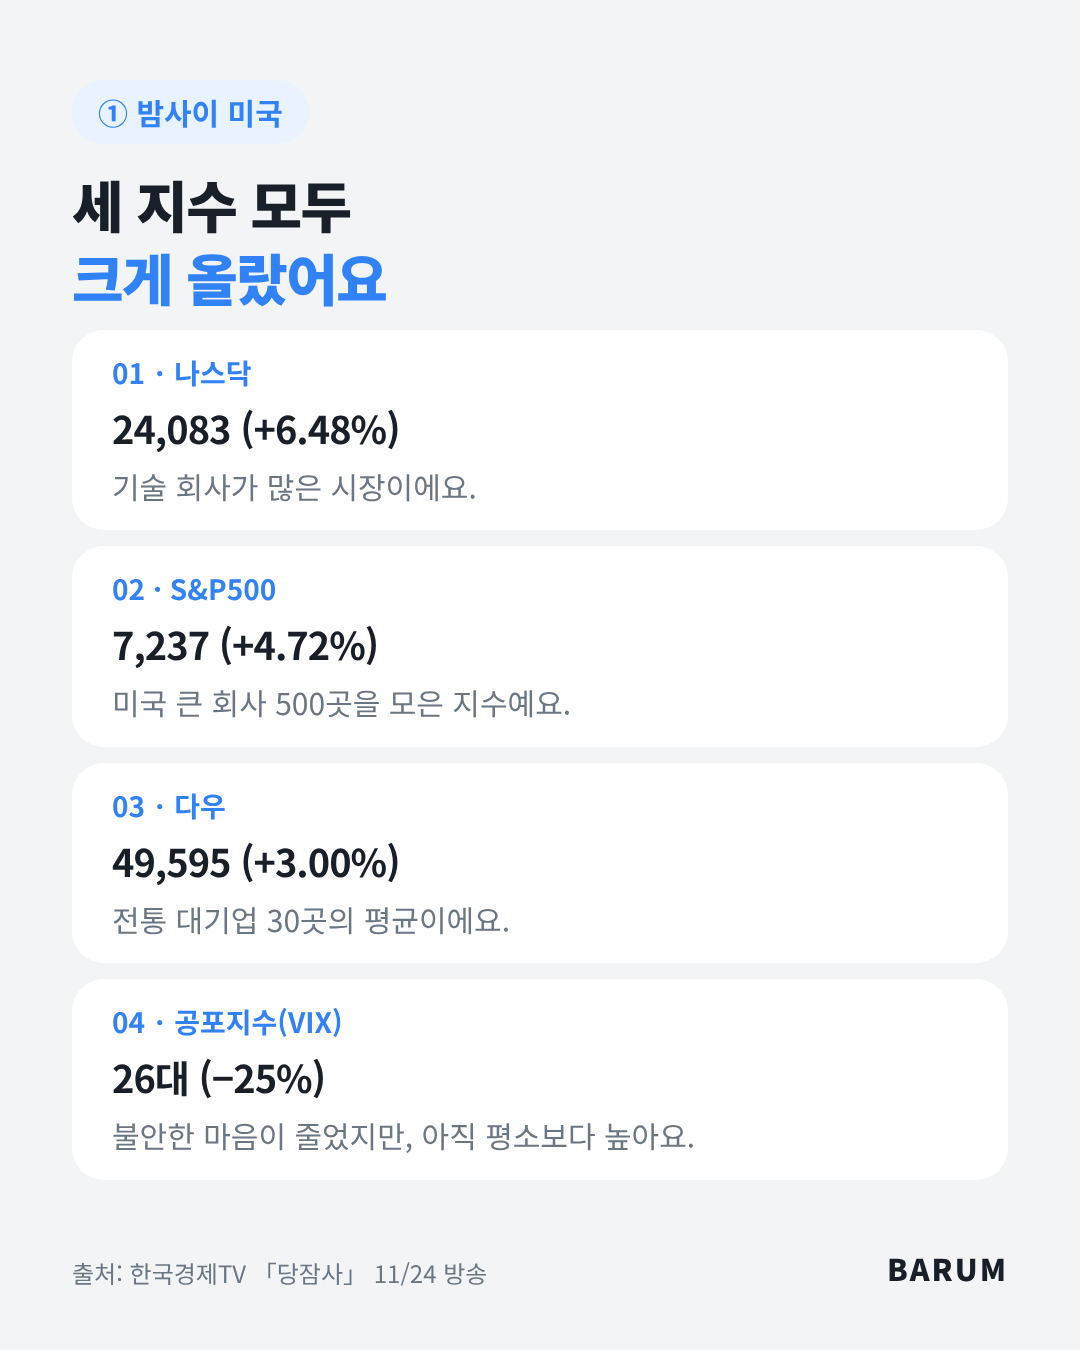 ① 밤사이 미국
세 지수 모두
크게 올랐어요
01 · 나스닥
24,083 (+6.48%)
기술 회사가 많은 시장이에요.
02 · S&P500
7,237 (+4.72%)
미국 큰 회사 500곳을 모은 지수예요.
03 · 다우
49,595 (+3.00%)
전통 대기업 30곳의 평균이에요.
04 · 공포지수(VIX)
26대 (−25%)
불안한 마음이 줄었지만, 아직 평소보다 높아요.
출처: 한국경제TV 「당잠사」 11/24 방송
BARUM